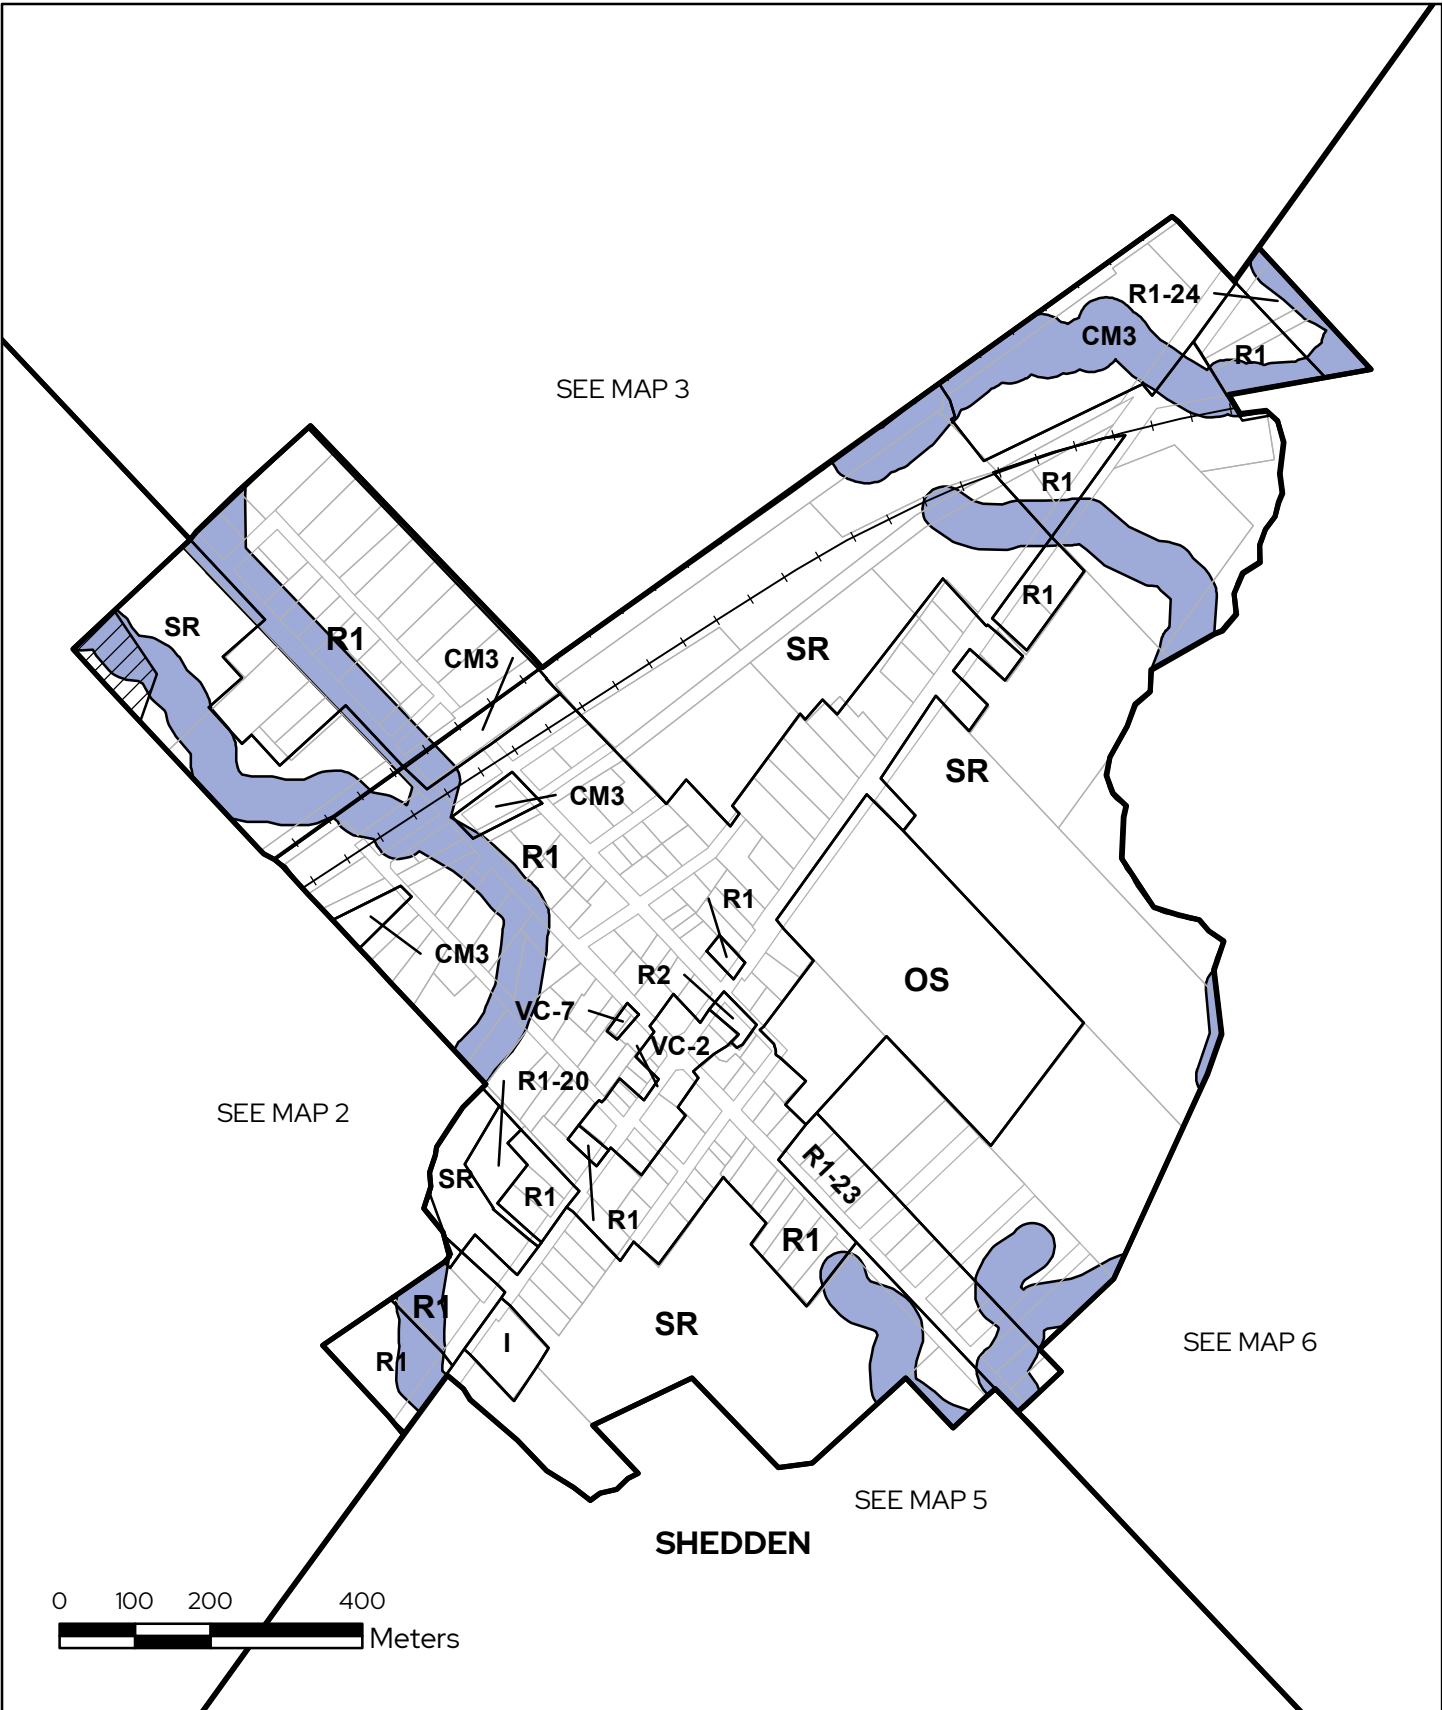 R1-24
CM3
R1
SEE MAP 3
R1
R1
SR
R1
SR
CM3
SR
CM3
R1
R1
CM3
R2
OS
VC-7
VC-2
R1-20
SEE MAP 2
SR
R1
R1-23
R1
R1
R1
SR
I
R1
SEE MAP 6
SEE MAP 5
SHEDDEN
0 100 200 400
Meters